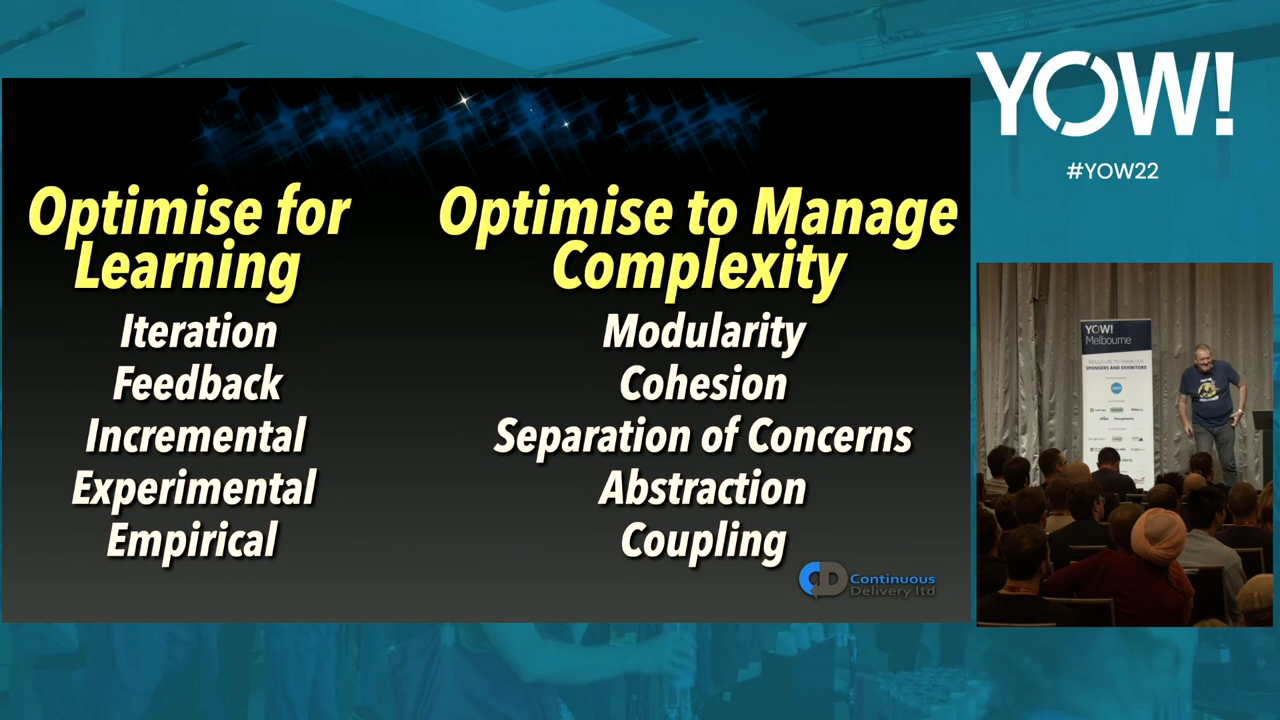 Optimise for
Learning
Iteration
Feedback
Incremental
Experimental
Empirical
Optimise to Manage
Complexity
Modularity
Cohesion
Separation of Concerns
Abstraction
Coupling
Continuous
Delivery ltd
YOW!
#YOW22
YOW!
Melbourne
SPONSORS AND EXHIBITORS